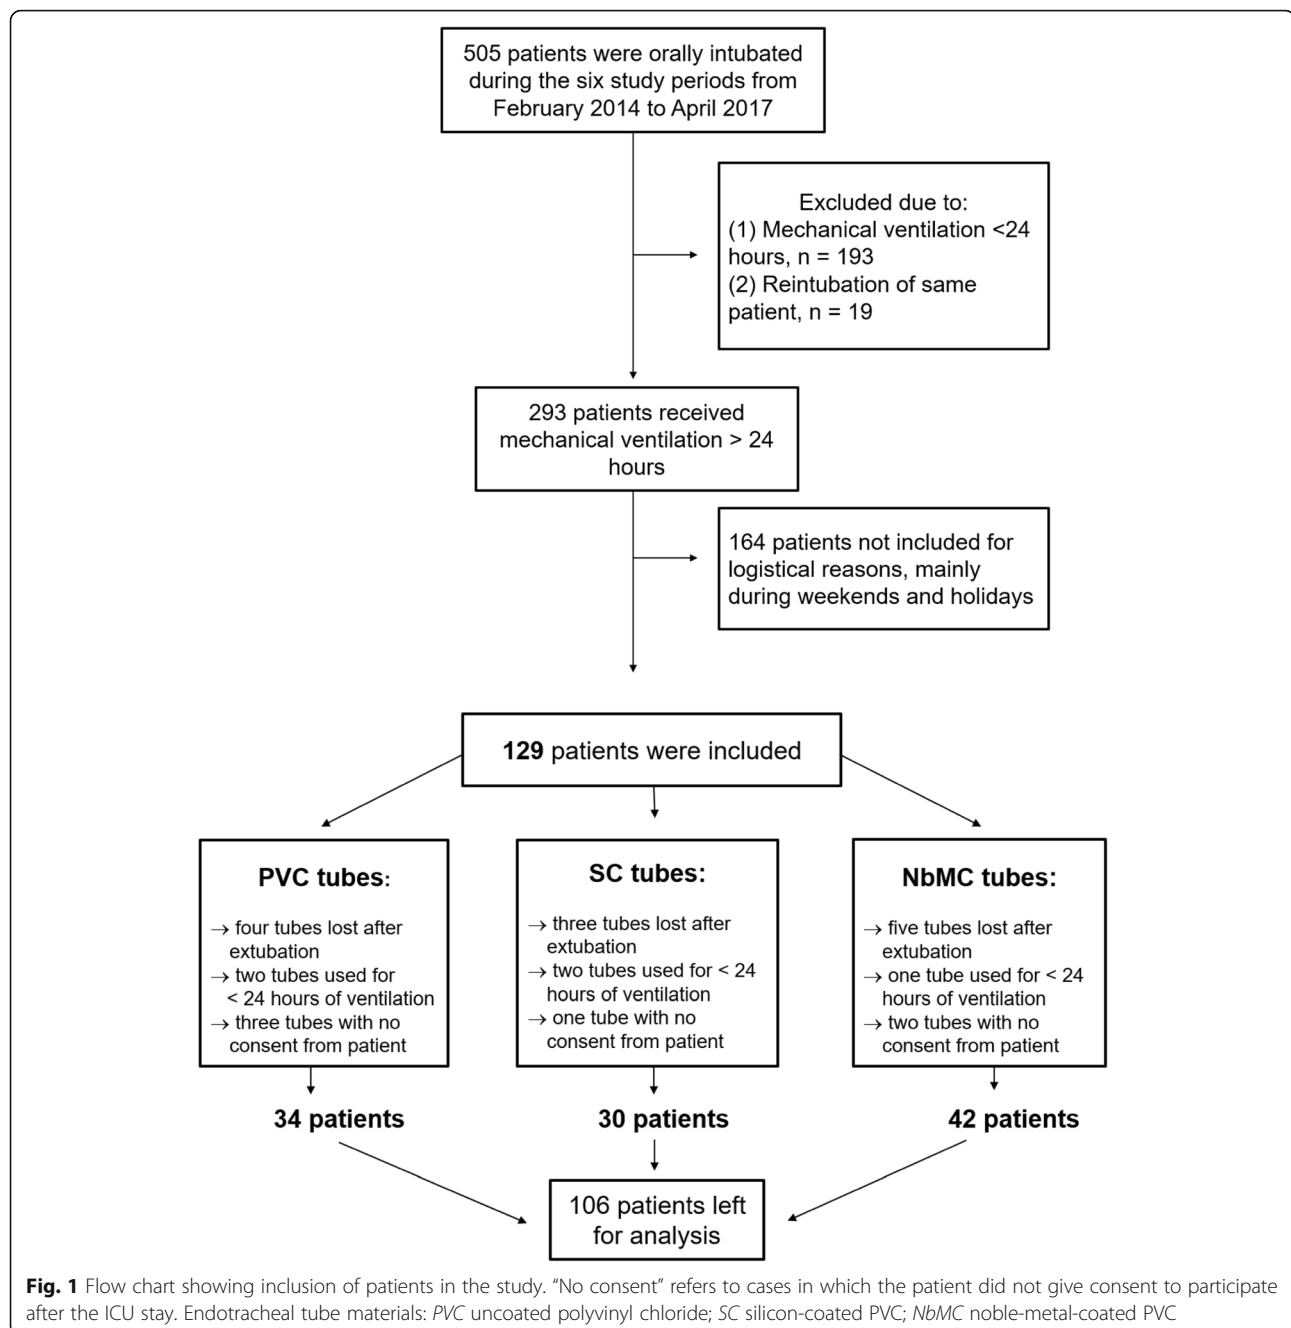 505 patients were orally intubated
during the six study periods from
February 2014 to April 2017
Excluded due to:
(1) Mechanical ventilation <24
hours, n = 193
(2) Reintubation of same
patient, n = 19
293 patients received
mechanical ventilation > 24
hours
164 patients not included for
logistical reasons, mainly
during weekends and holidays
129 patients were included
PVC tubes:
→ four tubes lost after
extubation
→ two tubes used for
< 24 hours of ventilation
→ three tubes with no
consent from patient
SC tubes:
→ three tubes lost after
extubation
→ two tubes used for < 24
hours of ventilation
→ one tube with no
consent from patient
NbMC tubes:
→ five tubes lost after
extubation
→ one tube used for < 24
hours of ventilation
→ two tubes with no
consent from patient
34 patients
30 patients
42 patients
106 patients left
for analysis
Fig. 1 Flow chart showing inclusion of patients in the study. “No consent” refers to cases in which the patient did not give consent to participate
after the ICU stay. Endotracheal tube materials: PVC uncoated polyvinyl chloride; SC silicon-coated PVC; NbMC noble-metal-coated PVC